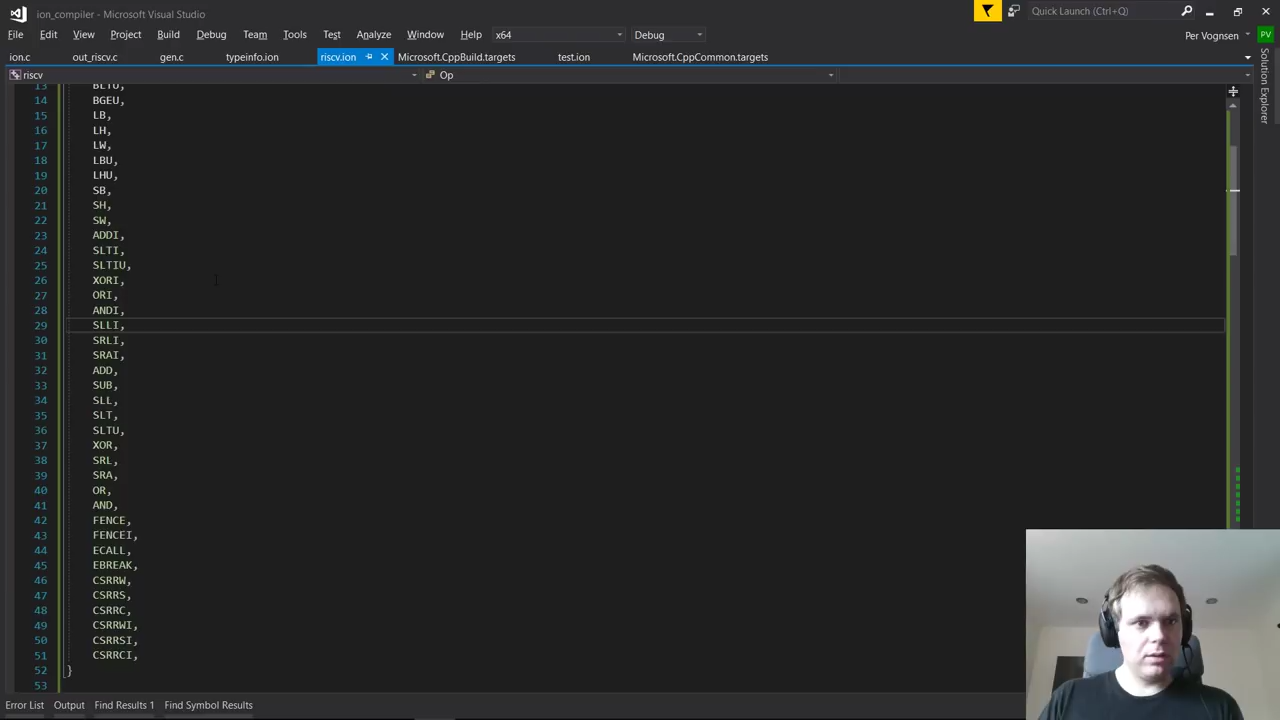 ion_compiler - Microsoft Visual Studio
Quick Launch (Ctrl+Q)
File Edit View Project Build Debug Team Tools Test Analyze Window Help x64 Debug
Per Vognsen PV
ion.c out_riscv.c gen.c typeinfo.ion riscv.ion Microsoft.CppBuild.targets test.ion Microsoft.CppCommon.targets
riscv Op
Solution Explorer
13 BLTU,
14 BGEU,
15 LB,
16 LH,
17 LW,
18 LBU,
19 LHU,
20 SB,
21 SH,
22 SW,
23 ADDI,
24 SLTI,
25 SLTIU,
26 XORI,
27 ORI,
28 ANDI,
29 SLLI,
30 SRLI,
31 SRAI,
32 ADD,
33 SUB,
34 SLL,
35 SLT,
36 SLTU,
37 XOR,
38 SRL,
39 SRA,
40 OR,
41 AND,
42 FENCE,
43 FENCEI,
44 ECALL,
45 EBREAK,
46 CSRRW,
47 CSRRS,
48 CSRRC,
49 CSRRWI,
50 CSRRSI,
51 CSRRCI,
52 }
53
Error List Output Find Results 1 Find Symbol Results